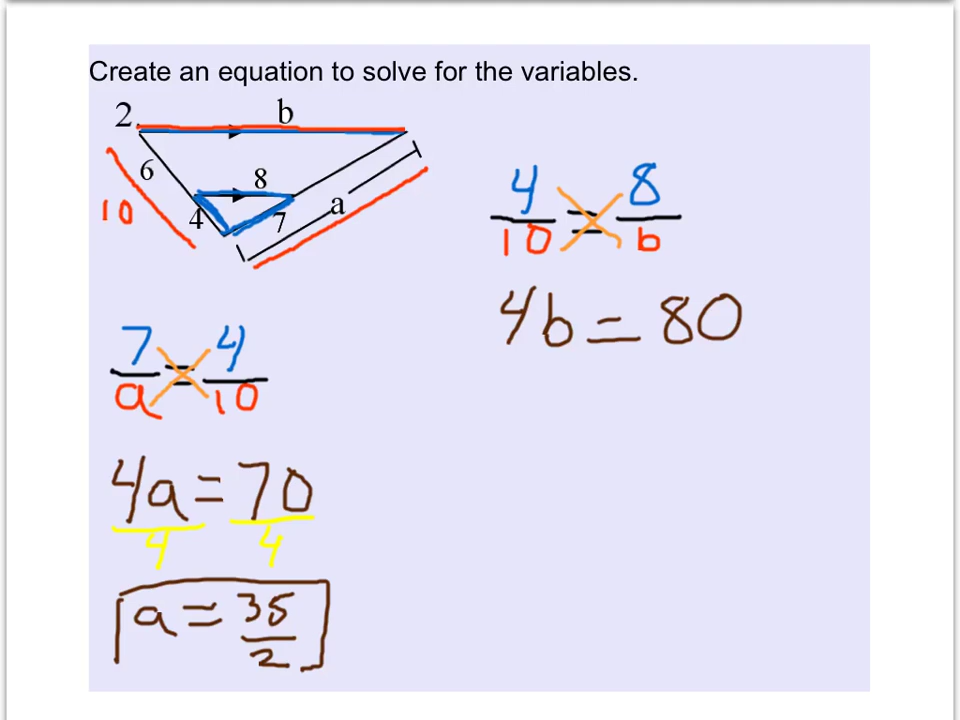 Create an equation to solve for the variables.
2.
b
6
8
10
4
7
a
4/10 = 8/b
4b = 80
7/a = 4/10
4a = 70
4 4
a = 35/2